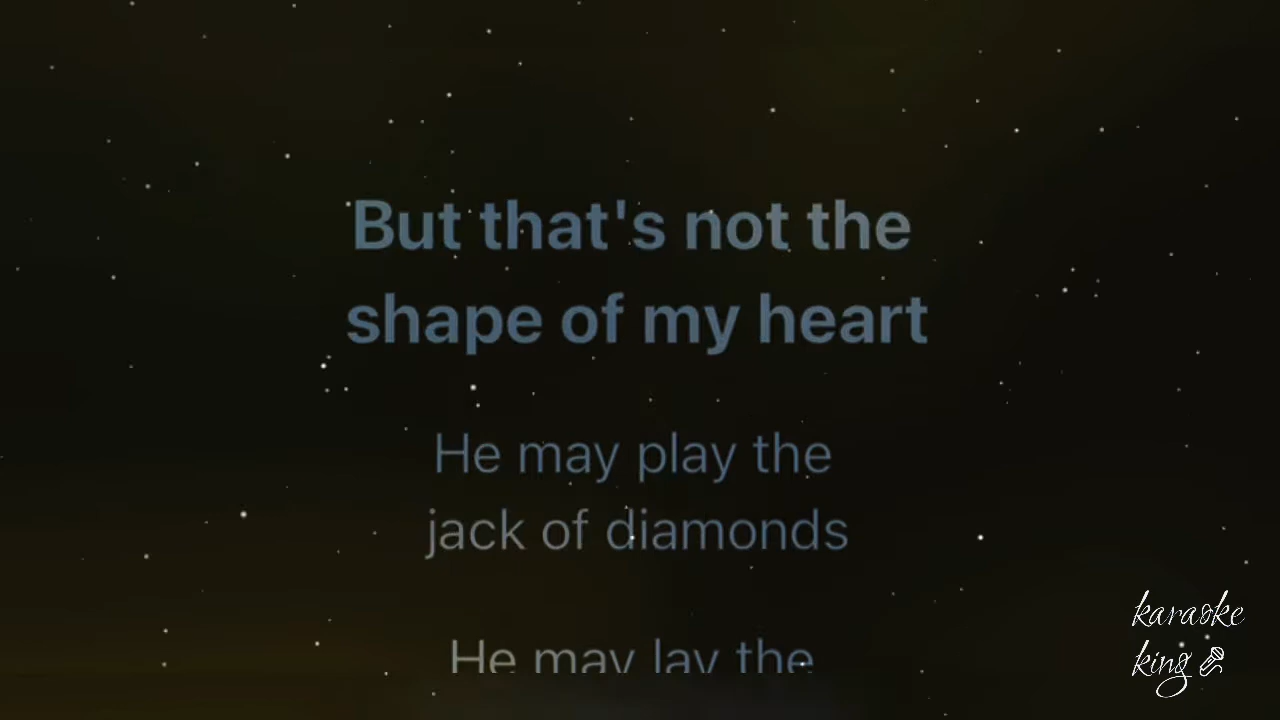 But that's not the
shape of my heart
He may play the
jack of diamonds
He may lay the
karaoke
king